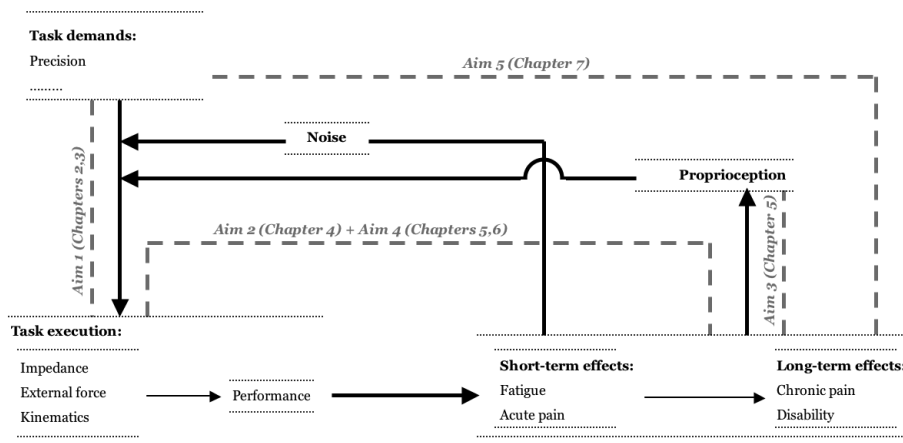 Task demands:
Precision
.........
Aim 5 (Chapter 7)
Noise
Proprioception
Aim 1 (Chapters 2,3)
Aim 2 (Chapter 4) + Aim 4 (Chapters 5,6)
Aim 3 (Chapter 5)
Task execution:
Impedance
External force
Kinematics
Performance
Short-term effects:
Fatigue
Acute pain
Long-term effects:
Chronic pain
Disability